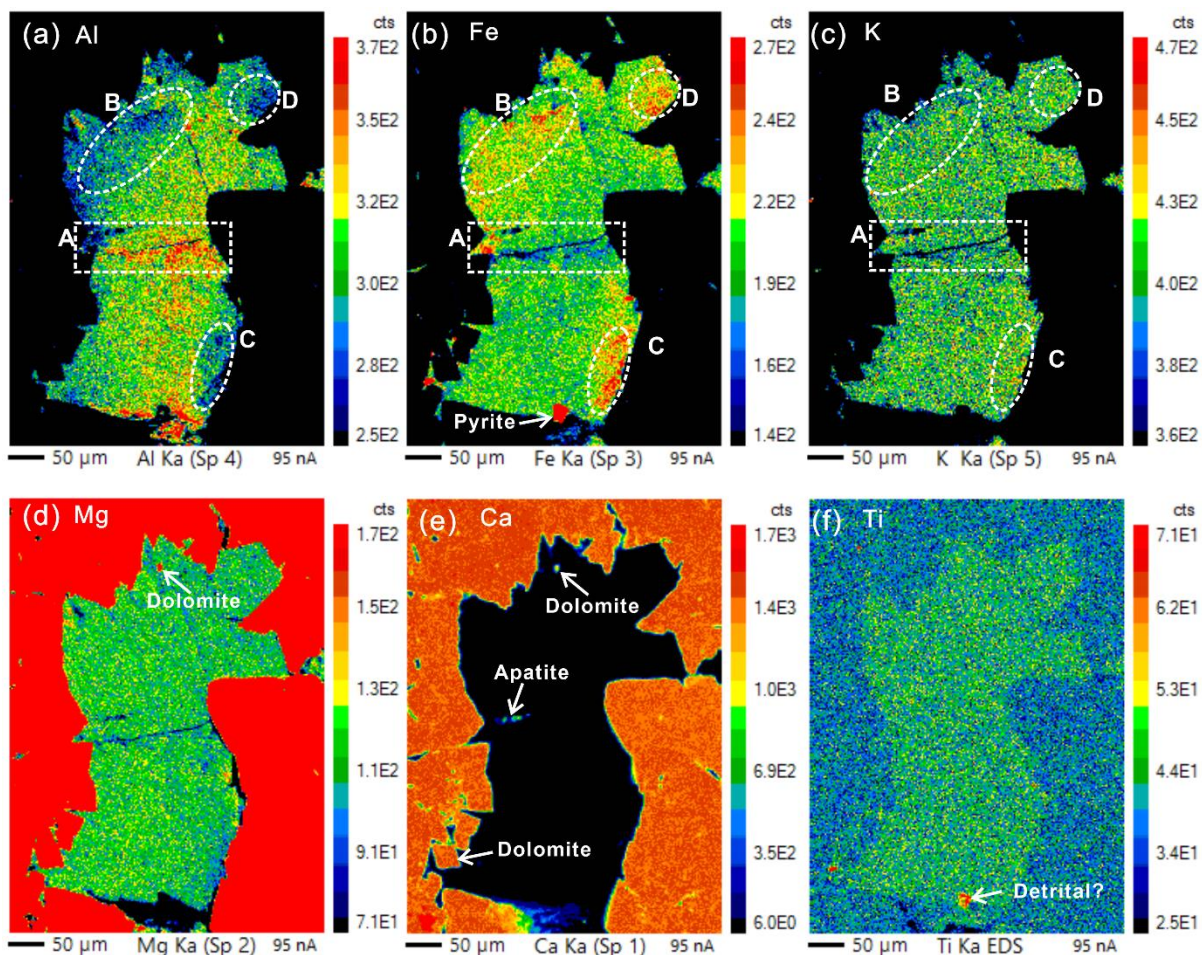 (a) Al
cts
3.7E2
3.5E2
3.2E2
3.0E2
2.8E2
2.5E2
B
D
A
C
50 µm Al Ka (Sp 4) 95 nA
(b) Fe
cts
2.7E2
2.4E2
2.2E2
1.9E2
1.6E2
1.4E2
B
D
A
C
Pyrite
50 µm Fe Ka (Sp 3) 95 nA
(c) K
cts
4.7E2
4.5E2
4.2E2
4.0E2
3.8E2
3.6E2
B
D
A
C
50 µm K Ka (Sp 5) 95 nA
(d) Mg
cts
1.7E2
1.5E2
1.3E2
1.1E2
9.1E1
7.1E1
Dolomite
50 µm Mg Ka (Sp 2) 95 nA
(e) Ca
cts
1.7E3
1.4E3
1.0E3
6.9E2
3.5E2
6.0E0
Dolomite
Apatite
Dolomite
50 µm Ca Ka (Sp 1) 95 nA
(f) Ti
cts
7.1E1
6.2E1
5.3E1
4.4E1
3.4E1
2.5E1
Detrital?
50 µm Ti Ka EDS 95 nA